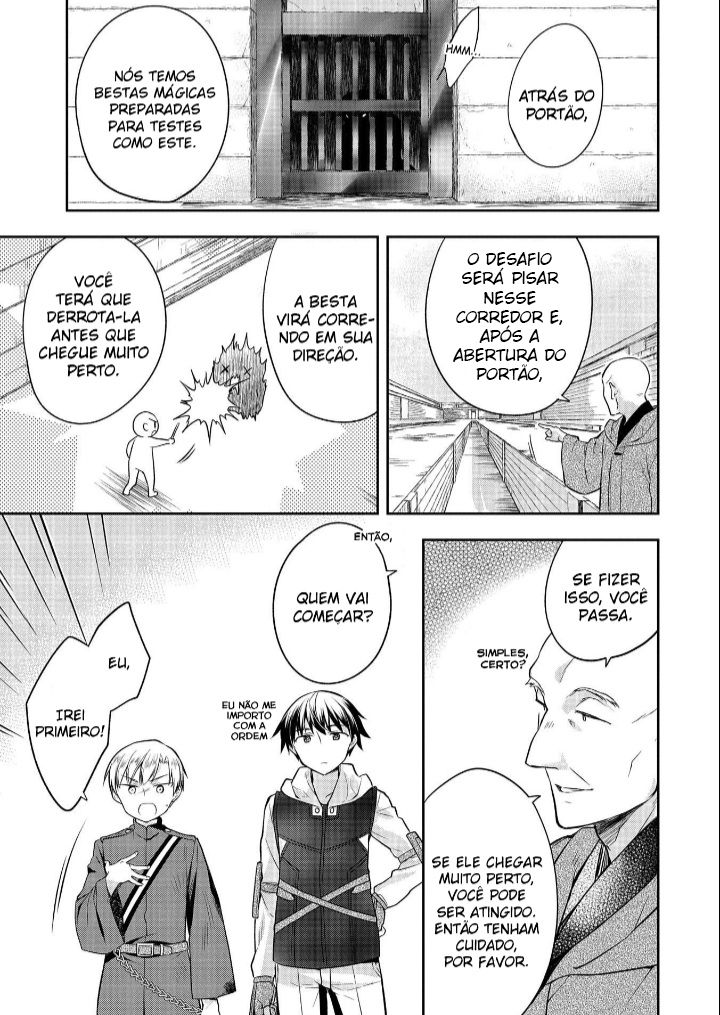 ATRÁS DO
PORTÃO,
HMM...
NÓS TEMOS
BESTAS MÁGICAS
PREPARADAS
PARA TESTES
COMO ESTE.
O DESAFIO
SERÁ PISAR
NESSE
CORREDOR E,
APÓS A
ABERTURA DO
PORTÃO,
A BESTA
VIRÁ CORRE-
NDO EM SUA
DIREÇÃO.
VOCÊ
TERÁ QUE
DERROTA-LA
ANTES QUE
CHEGUE MUITO
PERTO.
SE FIZER
ISSO, VOCÊ
PASSA.
SIMPLES,
CERTO?
SE ELE CHEGAR
MUITO PERTO,
VOCÊ PODE
SER ATINGIDO.
ENTÃO TENHAM
CUIDADO,
POR FAVOR.
ENTÃO,
QUEM VAI
COMEÇAR?
EU NÃO ME
IMPORTO
COM A
ORDEM
EU,
IREI
PRIMEIRO!